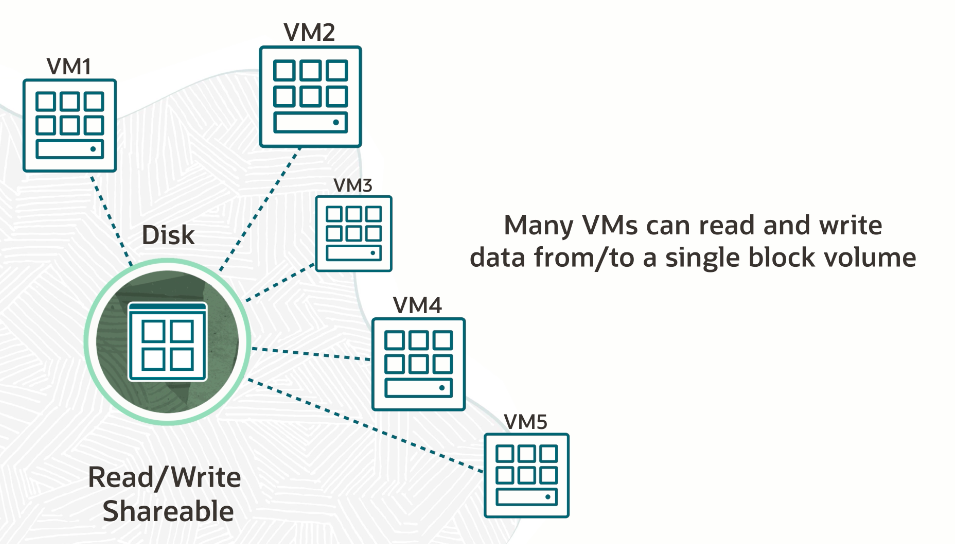 VM1
VM2
VM3
Disk
Many VMs can read and write
data from/to a single block volume
VM4
VM5
Read/Write
Shareable